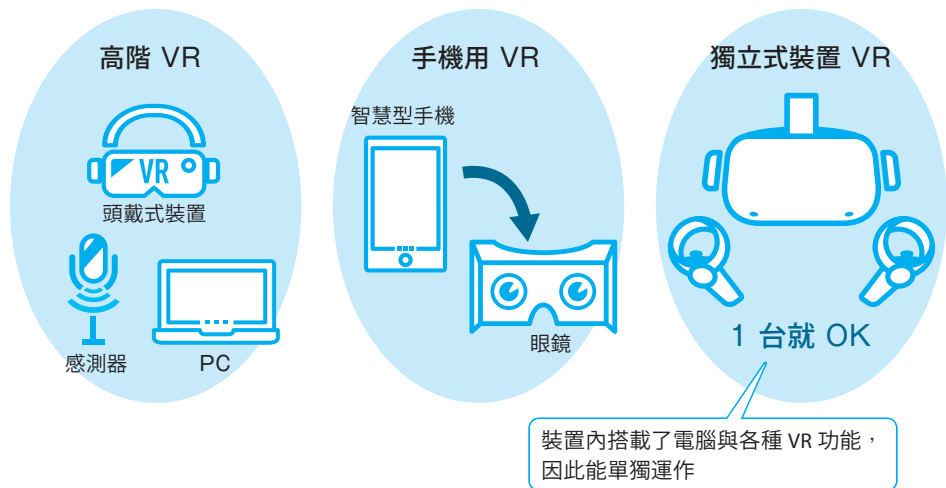 高階 VR
VR
頭戴式裝置
感測器
PC
手機用 VR
智慧型手機
眼鏡
獨立式裝置 VR
1 台就 OK
裝置內搭載了電腦與各種 VR 功能，
因此能單獨運作